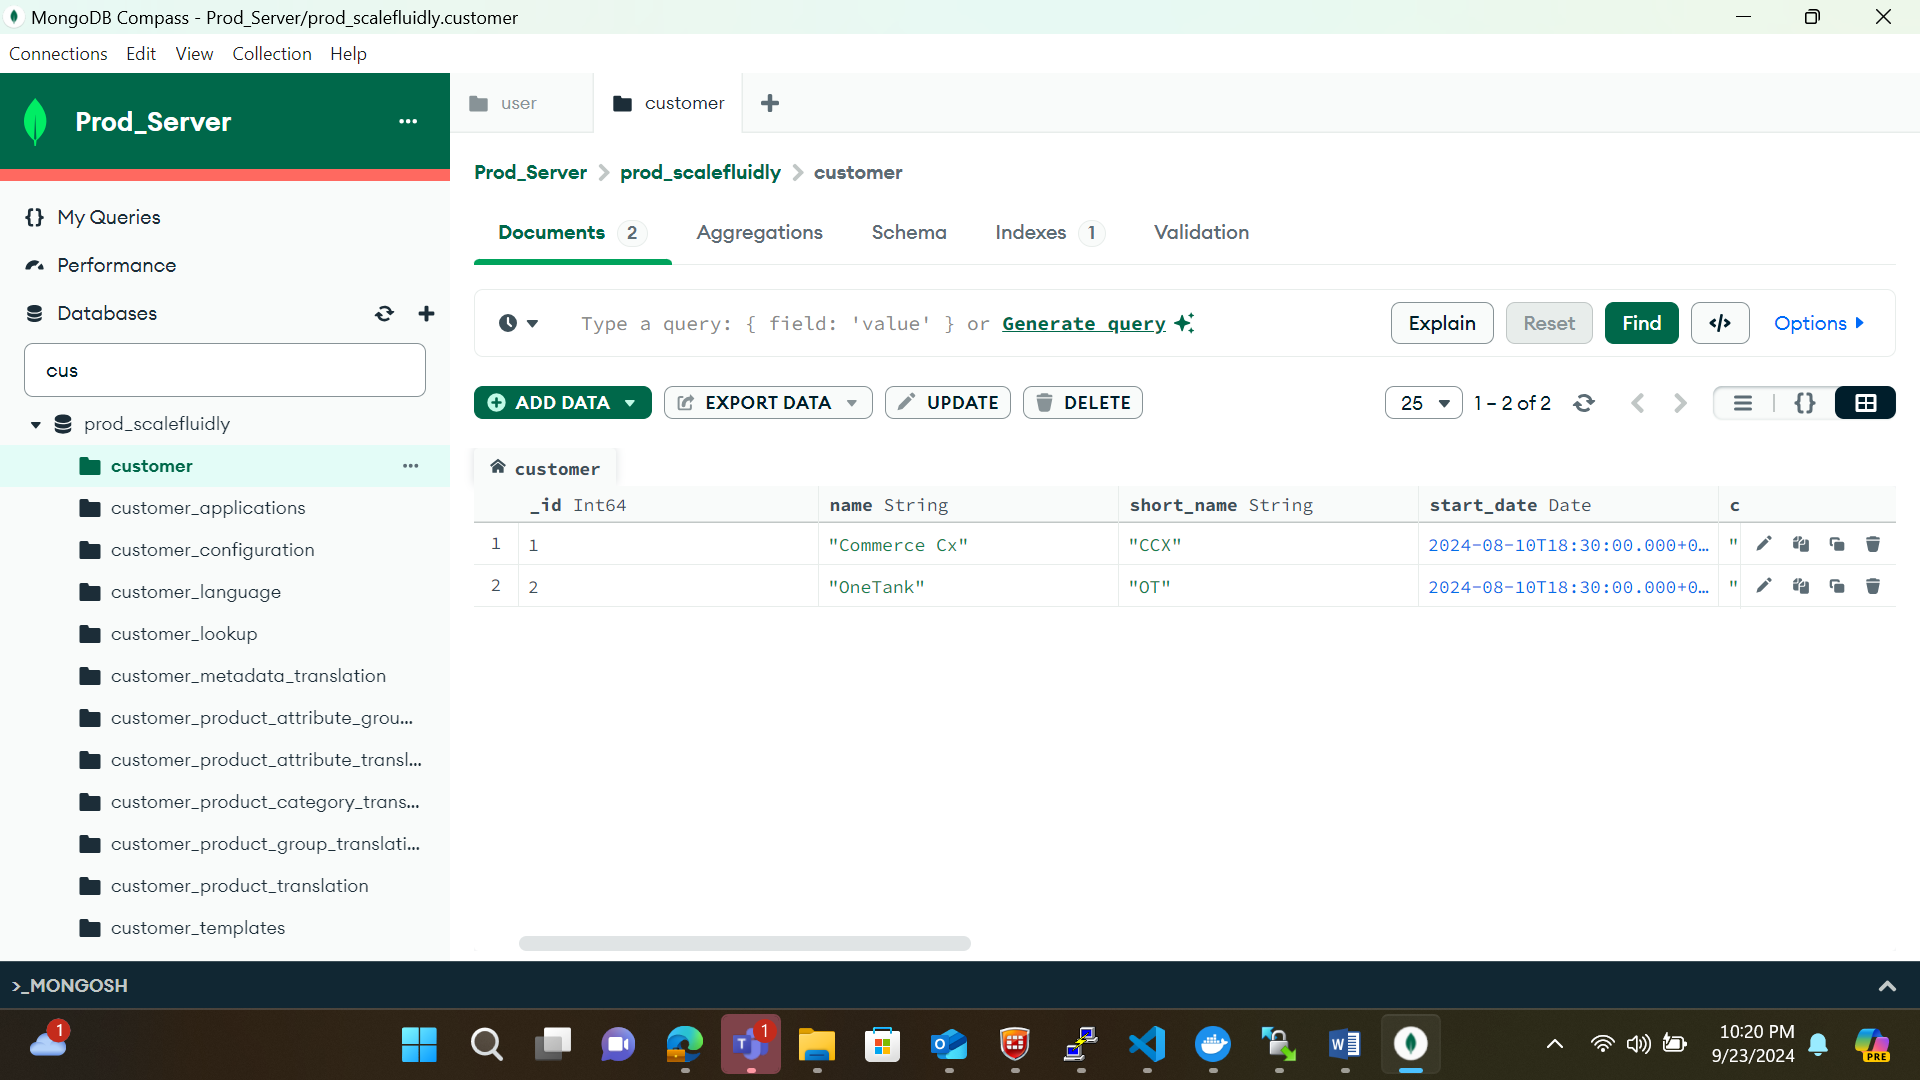 MongoDB Compass - Prod_Server/prod_scalefluidly.customer
Connections Edit View Collection Help
Prod_Server
user
customer
Prod_Server > prod_scalefluidly > customer
My Queries
Performance
Databases
cus
prod_scalefluidly
customer
customer_applications
customer_configuration
customer_language
customer_lookup
customer_metadata_translation
customer_product_attribute_grou...
customer_product_attribute_transl...
customer_product_category_trans...
customer_product_group_translati...
customer_product_translation
customer_templates
Documents 2 Aggregations Schema Indexes 1 Validation
Type a query: { field: 'value' } or Generate query
Explain Reset Find </> Options
ADD DATA EXPORT DATA UPDATE DELETE
25 1 – 2 of 2 {}
customer
_id Int64 name String short_name String start_date Date c
1 1 "Commerce Cx" "CCX" 2024-08-10T18:30:00.000+0… "
2 2 "OneTank" "OT" 2024-08-10T18:30:00.000+0… "
>_MONGOSH
1
1
PRE
10:20 PM
9/23/2024